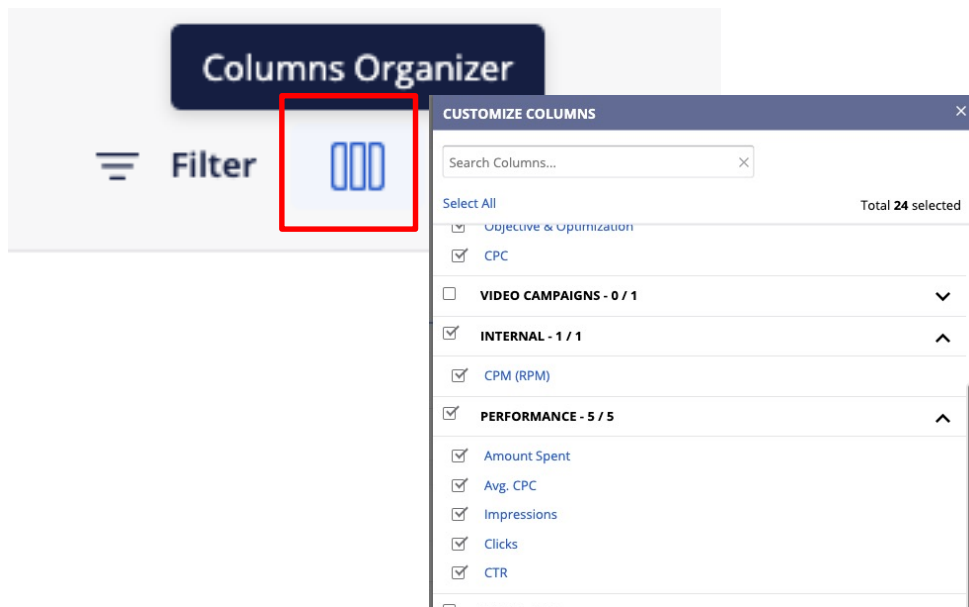 Columns Organizer
Filter
CUSTOMIZE COLUMNS
Search Columns...
Select All
Total 24 selected
Objective & Optimization
CPC
VIDEO CAMPAIGNS - 0 / 1
INTERNAL - 1 / 1
CPM (RPM)
PERFORMANCE - 5 / 5
Amount Spent
Avg. CPC
Impressions
Clicks
CTR